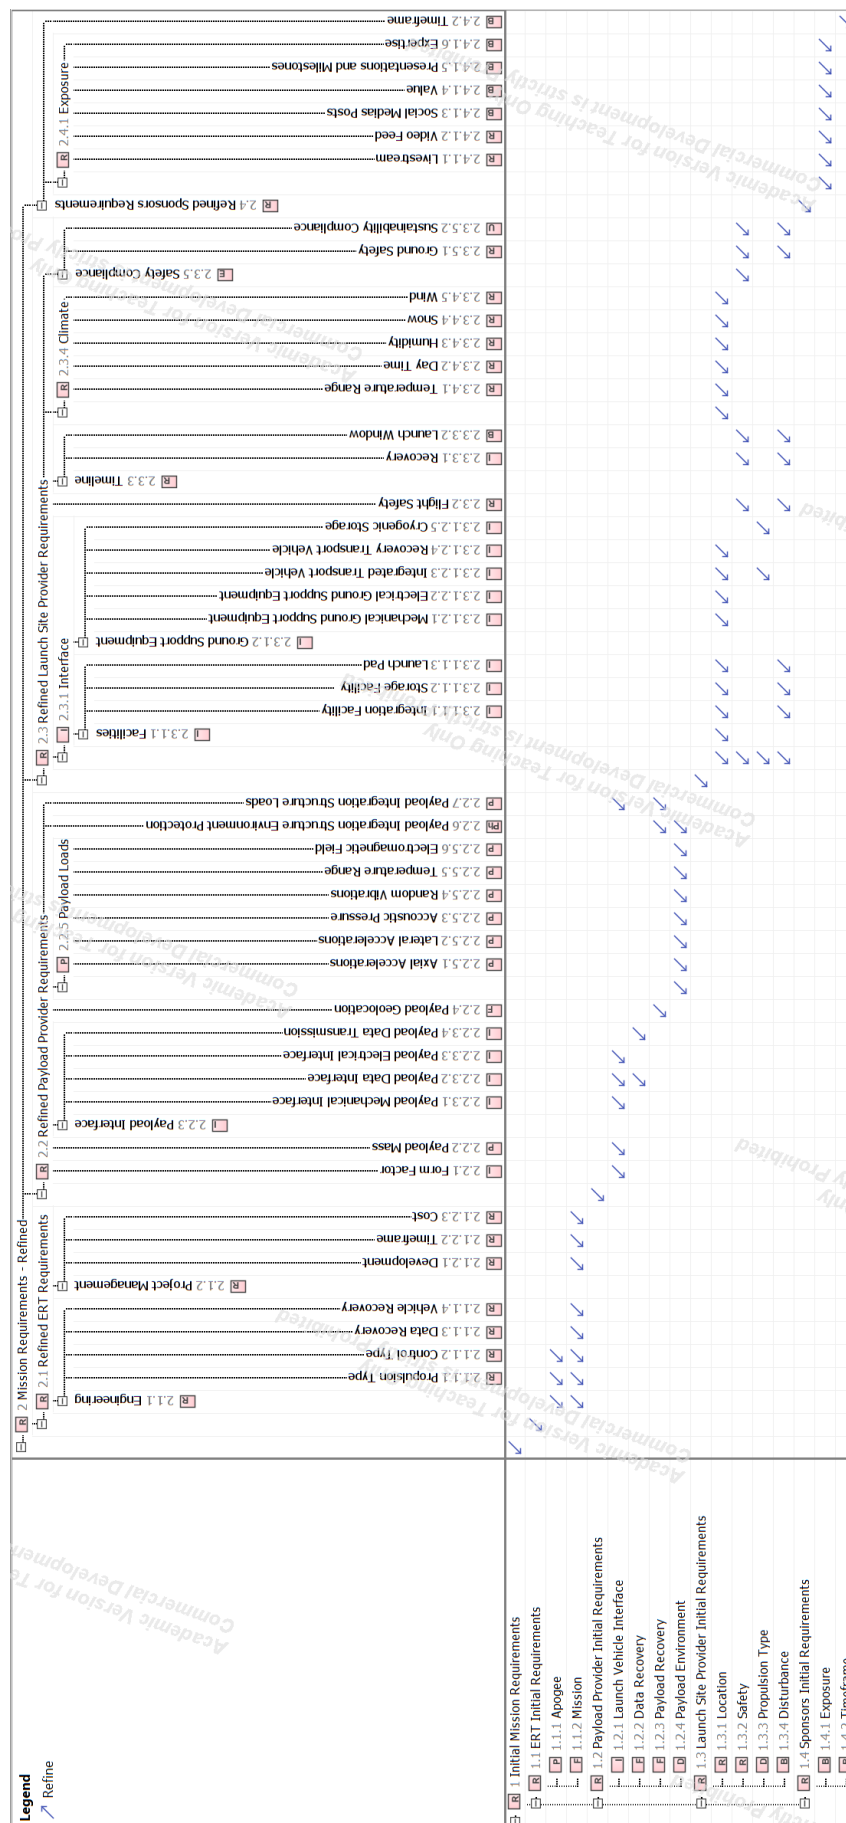 Legend
Refine
R 1 Initial Mission Requirements
R 1.1 ERT Initial Requirements
P 1.1.1 Apogee
F 1.1.2 Mission
R 1.2 Payload Provider Initial Requirements
I 1.2.1 Launch Vehicle Interface
F 1.2.2 Data Recovery
F 1.2.3 Payload Recovery
D 1.2.4 Payload Environment
R 1.3 Launch Site Provider Initial Requirements
R 1.3.1 Location
R 1.3.2 Safety
D 1.3.3 Propulsion Type
B 1.3.4 Disturbance
R 1.4 Sponsors Initial Requirements
B 1.4.1 Exposure
B 1.4.2 Timeframe
R 2 Mission Requirements - Refined
R 2.1 Refined ERT Requirements
R 2.1.1 Engineering
R 2.1.1.1 Propulsion Type
R 2.1.1.2 Control Type
R 2.1.1.3 Data Recovery
R 2.1.1.4 Vehicle Recovery
R 2.1.2 Project Management
R 2.1.2.1 Development
R 2.1.2.2 Timeframe
R 2.1.2.3 Cost
R 2.2 Refined Payload Provider Requirements
I 2.2.1 Form Factor
P 2.2.2 Payload Mass
I 2.2.3 Payload Interface
I 2.2.3.1 Payload Mechanical Interface
I 2.2.3.2 Payload Data Interface
I 2.2.3.3 Payload Electrical Interface
I 2.2.3.4 Payload Data Transmission
F 2.2.4 Payload Geolocation
P 2.2.5 Payload Loads
P 2.2.5.1 Axial Accelerations
P 2.2.5.2 Lateral Accelerations
P 2.2.5.3 Accoustic Pressure
P 2.2.5.4 Random Vibrations
P 2.2.5.5 Temperature Range
P 2.2.5.6 Electromagnetic Field
Ph 2.2.6 Payload Integration Structure Environment Protection
P 2.2.7 Payload Integration Structure Loads
R 2.3 Refined Launch Site Provider Requirements
I 2.3.1 Interface
I 2.3.1.1 Facilities
I 2.3.1.1.1 Integration Facility
I 2.3.1.1.2 Storage Facility
I 2.3.1.1.3 Launch Pad
I 2.3.1.2 Ground Support Equipment
I 2.3.1.2.1 Mechanical Ground Support Equipment
I 2.3.1.2.2 Electrical Ground Support Equipment
I 2.3.1.2.3 Integrated Transport Vehicle
I 2.3.1.2.4 Recovery Transport Vehicle
I 2.3.1.2.5 Cryogenic Storage
R 2.3.2 Flight Safety
R 2.3.3 Timeline
I 2.3.3.1 Recovery
B 2.3.3.2 Launch Window
R 2.3.4 Climate
R 2.3.4.1 Temperature Range
R 2.3.4.2 Day Time
R 2.3.4.3 Humidity
R 2.3.4.4 Snow
R 2.3.4.5 Wind
E 2.3.5 Safety Compliance
R 2.3.5.1 Ground Safety
U 2.3.5.2 Sustainability Compliance
R 2.4 Refined Sponsors Requirements
R 2.4.1 Exposure
R 2.4.1.1 Livestream
R 2.4.1.2 Video Feed
B 2.4.1.3 Social Medias Posts
B 2.4.1.4 Value
B 2.4.1.5 Presentations and Milestones
B 2.4.1.6 Expertise
B 2.4.2 Timeframe
Academic Version for Teaching Only
Commercial Development is strictly Prohibited